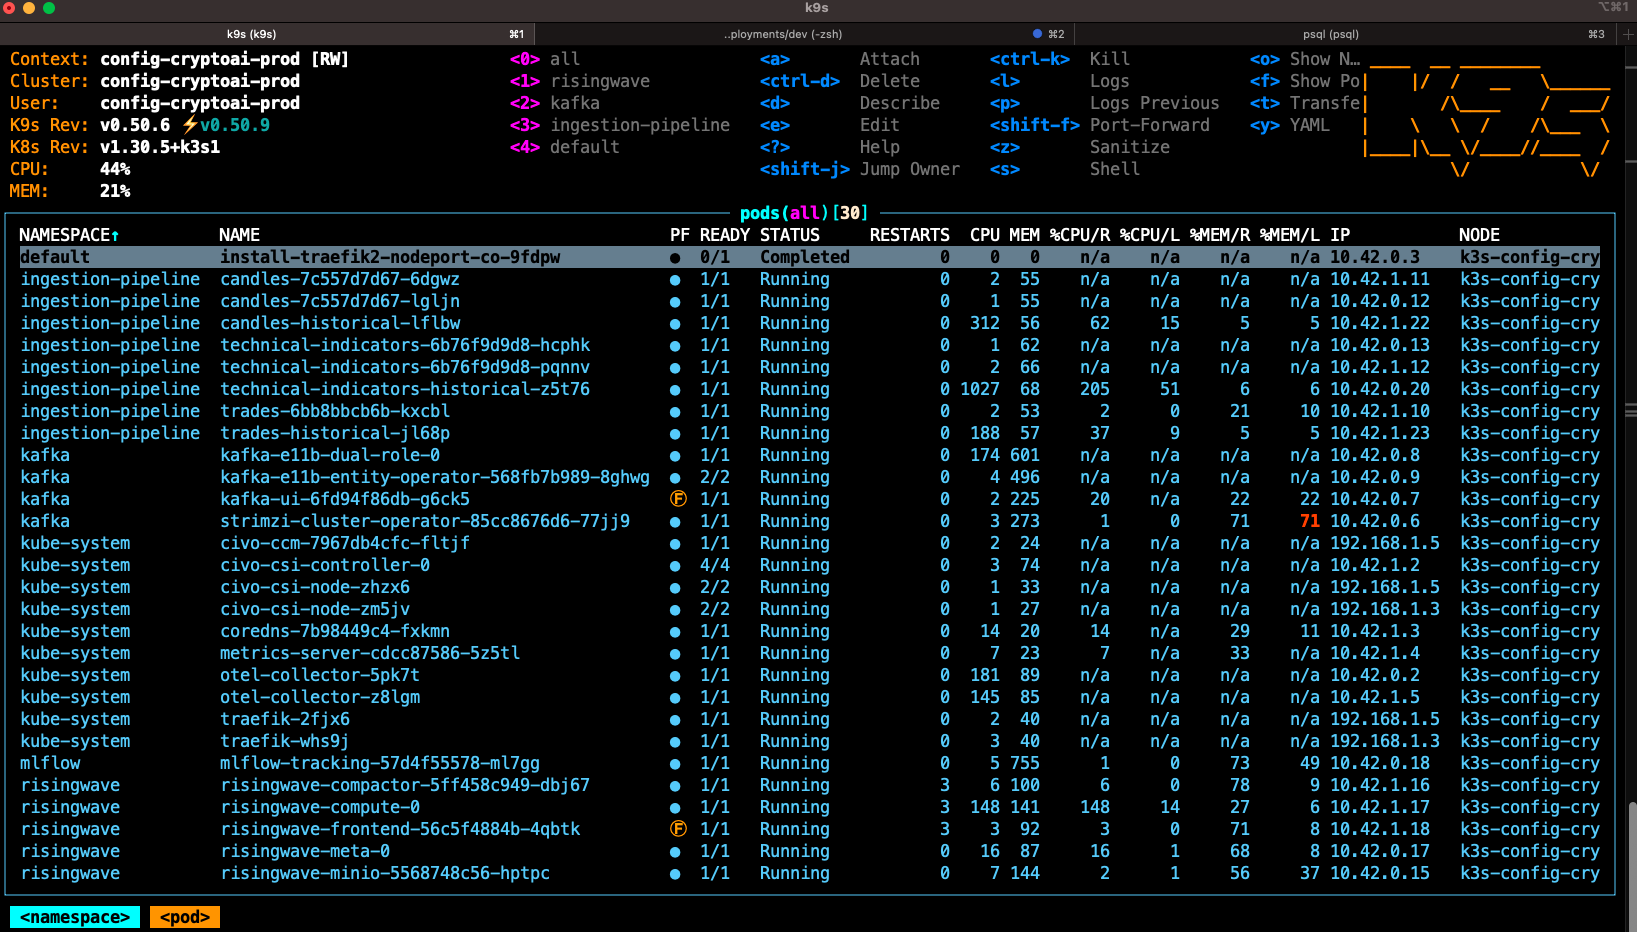 k9s ⌥⌘1
k9s (k9s) ⌘1 ..ployments/dev (-zsh) ⌘2 psql (psql) ⌘3 +
Context: config-cryptoai-prod [RW] <0> all <a> Attach <ctrl-k> Kill <o> Show N…
Cluster: config-cryptoai-prod <1> risingwave <ctrl-d> Delete <l> Logs <f> Show Po
User: config-cryptoai-prod <2> kafka <d> Describe <p> Logs Previous <t> Transfe
K9s Rev: v0.50.6 ⚡v0.50.9 <3> ingestion-pipeline <e> Edit <shift-f> Port-Forward <y> YAML
K8s Rev: v1.30.5+k3s1 <4> default <?> Help <z> Sanitize
CPU: 44% <shift-j> Jump Owner <s> Shell
MEM: 21%
pods(all)[30]
NAMESPACE↑ NAME PF READY STATUS RESTARTS CPU MEM %CPU/R %CPU/L %MEM/R %MEM/L IP NODE
default install-traefik2-nodeport-co-9fdpw ● 0/1 Completed 0 0 0 n/a n/a n/a n/a 10.42.0.3 k3s-config-cry
ingestion-pipeline candles-7c557d7d67-6dgwz ● 1/1 Running 0 2 55 n/a n/a n/a n/a 10.42.1.11 k3s-config-cry
ingestion-pipeline candles-7c557d7d67-lgljn ● 1/1 Running 0 1 55 n/a n/a n/a n/a 10.42.0.12 k3s-config-cry
ingestion-pipeline candles-historical-lflbw ● 1/1 Running 0 312 56 62 15 5 5 10.42.1.22 k3s-config-cry
ingestion-pipeline technical-indicators-6b76f9d9d8-hcphk ● 1/1 Running 0 1 62 n/a n/a n/a n/a 10.42.0.13 k3s-config-cry
ingestion-pipeline technical-indicators-6b76f9d9d8-pqnnv ● 1/1 Running 0 2 66 n/a n/a n/a n/a 10.42.1.12 k3s-config-cry
ingestion-pipeline technical-indicators-historical-z5t76 ● 1/1 Running 0 1027 68 205 51 6 6 10.42.0.20 k3s-config-cry
ingestion-pipeline trades-6bb8bbcb6b-kxcbl ● 1/1 Running 0 2 53 2 0 21 10 10.42.1.10 k3s-config-cry
ingestion-pipeline trades-historical-jl68p ● 1/1 Running 0 188 57 37 9 5 5 10.42.1.23 k3s-config-cry
kafka kafka-e11b-dual-role-0 ● 1/1 Running 0 174 601 n/a n/a n/a n/a 10.42.0.8 k3s-config-cry
kafka kafka-e11b-entity-operator-568fb7b989-8ghwg ● 2/2 Running 0 4 496 n/a n/a n/a n/a 10.42.0.9 k3s-config-cry
kafka kafka-ui-6fd94f86db-g6ck5 Ⓕ 1/1 Running 0 2 225 20 n/a 22 22 10.42.0.7 k3s-config-cry
kafka strimzi-cluster-operator-85cc8676d6-77jj9 ● 1/1 Running 0 3 273 1 0 71 71 10.42.0.6 k3s-config-cry
kube-system civo-ccm-7967db4cfc-fltjf ● 1/1 Running 0 2 24 n/a n/a n/a n/a 192.168.1.5 k3s-config-cry
kube-system civo-csi-controller-0 ● 4/4 Running 0 3 74 n/a n/a n/a n/a 10.42.1.2 k3s-config-cry
kube-system civo-csi-node-zhzx6 ● 2/2 Running 0 1 33 n/a n/a n/a n/a 192.168.1.5 k3s-config-cry
kube-system civo-csi-node-zm5jv ● 2/2 Running 0 1 27 n/a n/a n/a n/a 192.168.1.3 k3s-config-cry
kube-system coredns-7b98449c4-fxkmn ● 1/1 Running 0 14 20 14 n/a 29 11 10.42.1.3 k3s-config-cry
kube-system metrics-server-cdcc87586-5z5tl ● 1/1 Running 0 7 23 7 n/a 33 n/a 10.42.1.4 k3s-config-cry
kube-system otel-collector-5pk7t ● 1/1 Running 0 181 89 n/a n/a n/a n/a 10.42.0.2 k3s-config-cry
kube-system otel-collector-z8lgm ● 1/1 Running 0 145 85 n/a n/a n/a n/a 10.42.1.5 k3s-config-cry
kube-system traefik-2fjx6 ● 1/1 Running 0 2 40 n/a n/a n/a n/a 192.168.1.5 k3s-config-cry
kube-system traefik-whs9j ● 1/1 Running 0 3 40 n/a n/a n/a n/a 192.168.1.3 k3s-config-cry
mlflow mlflow-tracking-57d4f55578-ml7gg ● 1/1 Running 0 5 755 1 0 73 49 10.42.0.18 k3s-config-cry
risingwave risingwave-compactor-5ff458c949-dbj67 ● 1/1 Running 3 6 100 6 0 78 9 10.42.1.16 k3s-config-cry
risingwave risingwave-compute-0 ● 1/1 Running 3 148 141 148 14 27 6 10.42.1.17 k3s-config-cry
risingwave risingwave-frontend-56c5f4884b-4qbtk Ⓕ 1/1 Running 3 3 92 3 0 71 8 10.42.1.18 k3s-config-cry
risingwave risingwave-meta-0 ● 1/1 Running 0 16 87 16 1 68 8 10.42.0.17 k3s-config-cry
risingwave risingwave-minio-5568748c56-hptpc ● 1/1 Running 0 7 144 2 1 56 37 10.42.0.15 k3s-config-cry
<namespace> <pod>